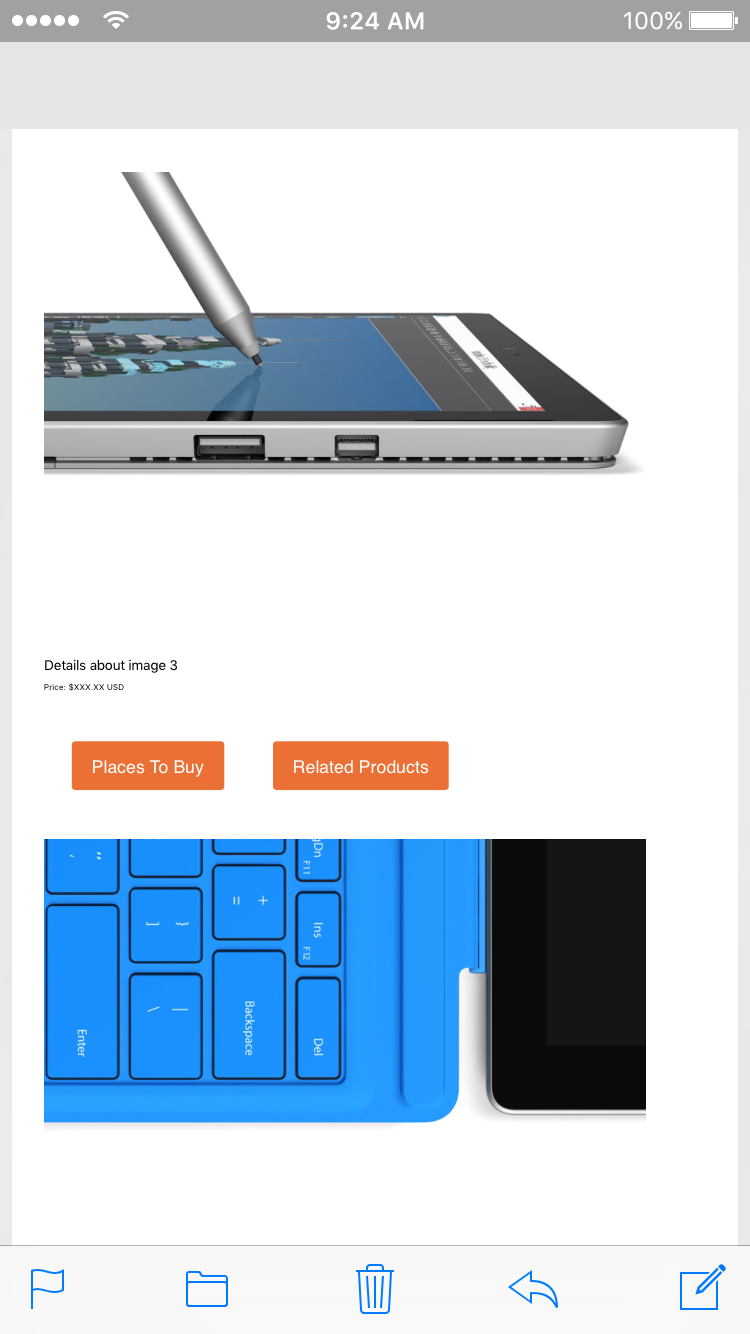 9:24 AM
100%
Details about image 3
Price: $XXX.XX USD
Places To Buy
Related Products
, “
gDn
F11
= +
] }
Ins
F12
\ |
Enter
Backspace
Del